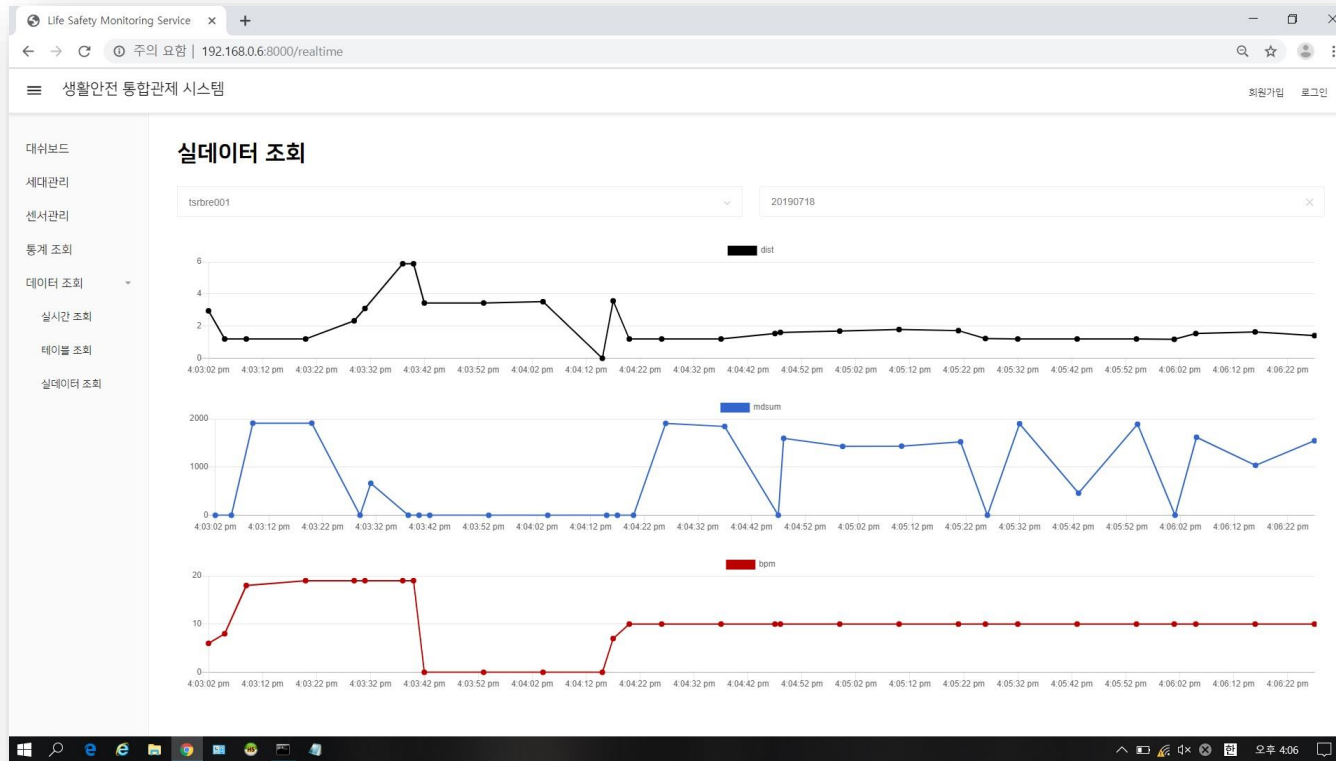 Life Safety Monitoring Service
주의 요함 | 192.168.0.6:8000/realtime
생활안전 통합관제 시스템
회원가입 로그인
대쉬보드
세대관리
센서관리
통계 조회
데이터 조회
실시간 조회
테이블 조회
실데이터 조회
실데이터 조회
tsrbre001
20190718
dist
6
4
2
0
4:03:02 pm 4:03:12 pm 4:03:22 pm 4:03:32 pm 4:03:42 pm 4:03:52 pm 4:04:02 pm 4:04:12 pm 4:04:22 pm 4:04:32 pm 4:04:42 pm 4:04:52 pm 4:05:02 pm 4:05:12 pm 4:05:22 pm 4:05:32 pm 4:05:42 pm 4:05:52 pm 4:06:02 pm 4:06:12 pm 4:06:22 pm
mdsum
2000
1000
0
4:03:02 pm 4:03:12 pm 4:03:22 pm 4:03:32 pm 4:03:42 pm 4:03:52 pm 4:04:02 pm 4:04:12 pm 4:04:22 pm 4:04:32 pm 4:04:42 pm 4:04:52 pm 4:05:02 pm 4:05:12 pm 4:05:22 pm 4:05:32 pm 4:05:42 pm 4:05:52 pm 4:06:02 pm 4:06:12 pm 4:06:22 pm
bpm
20
10
0
4:03:02 pm 4:03:12 pm 4:03:22 pm 4:03:32 pm 4:03:42 pm 4:03:52 pm 4:04:02 pm 4:04:12 pm 4:04:22 pm 4:04:32 pm 4:04:42 pm 4:04:52 pm 4:05:02 pm 4:05:12 pm 4:05:22 pm 4:05:32 pm 4:05:42 pm 4:05:52 pm 4:06:02 pm 4:06:12 pm 4:06:22 pm
한 오후 4:06